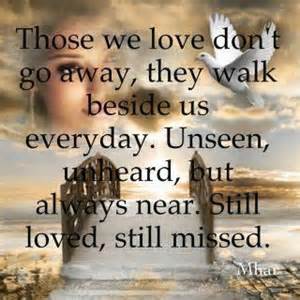 Those we love don't
go away, they walk
beside us
everyday. Unseen,
unheard, but
always near. Still
loved, still missed.
Mhar